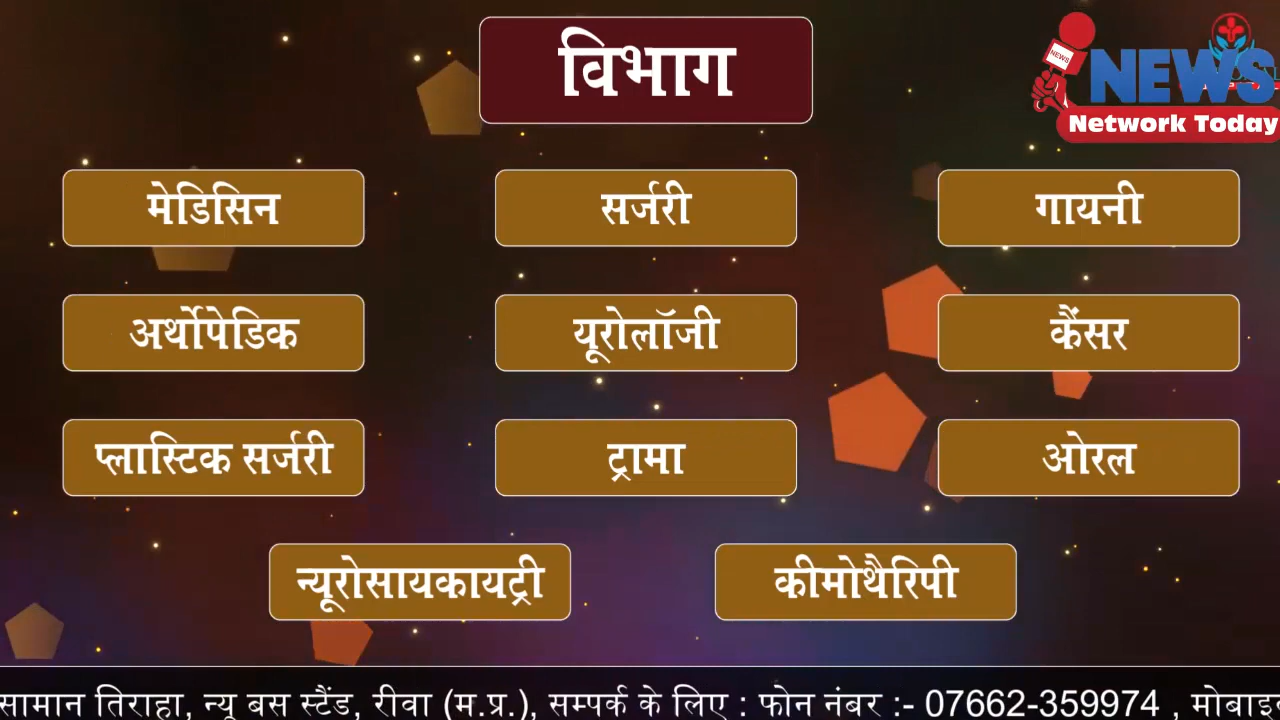 विभाग
NEWS
NEWS
Network Today
मेडिसिन
सर्जरी
गायनी
अर्थोपेडिक
यूरोलॉजी
कैंसर
प्लास्टिक सर्जरी
ट्रामा
ओरल
न्यूरोसायकायट्री
कीमोथैरिपी
सामान तिराहा, न्यू बस स्टैंड, रीवा (म.प्र.), सम्पर्क के लिए : फोन नंबर :- 07662-359974 ,